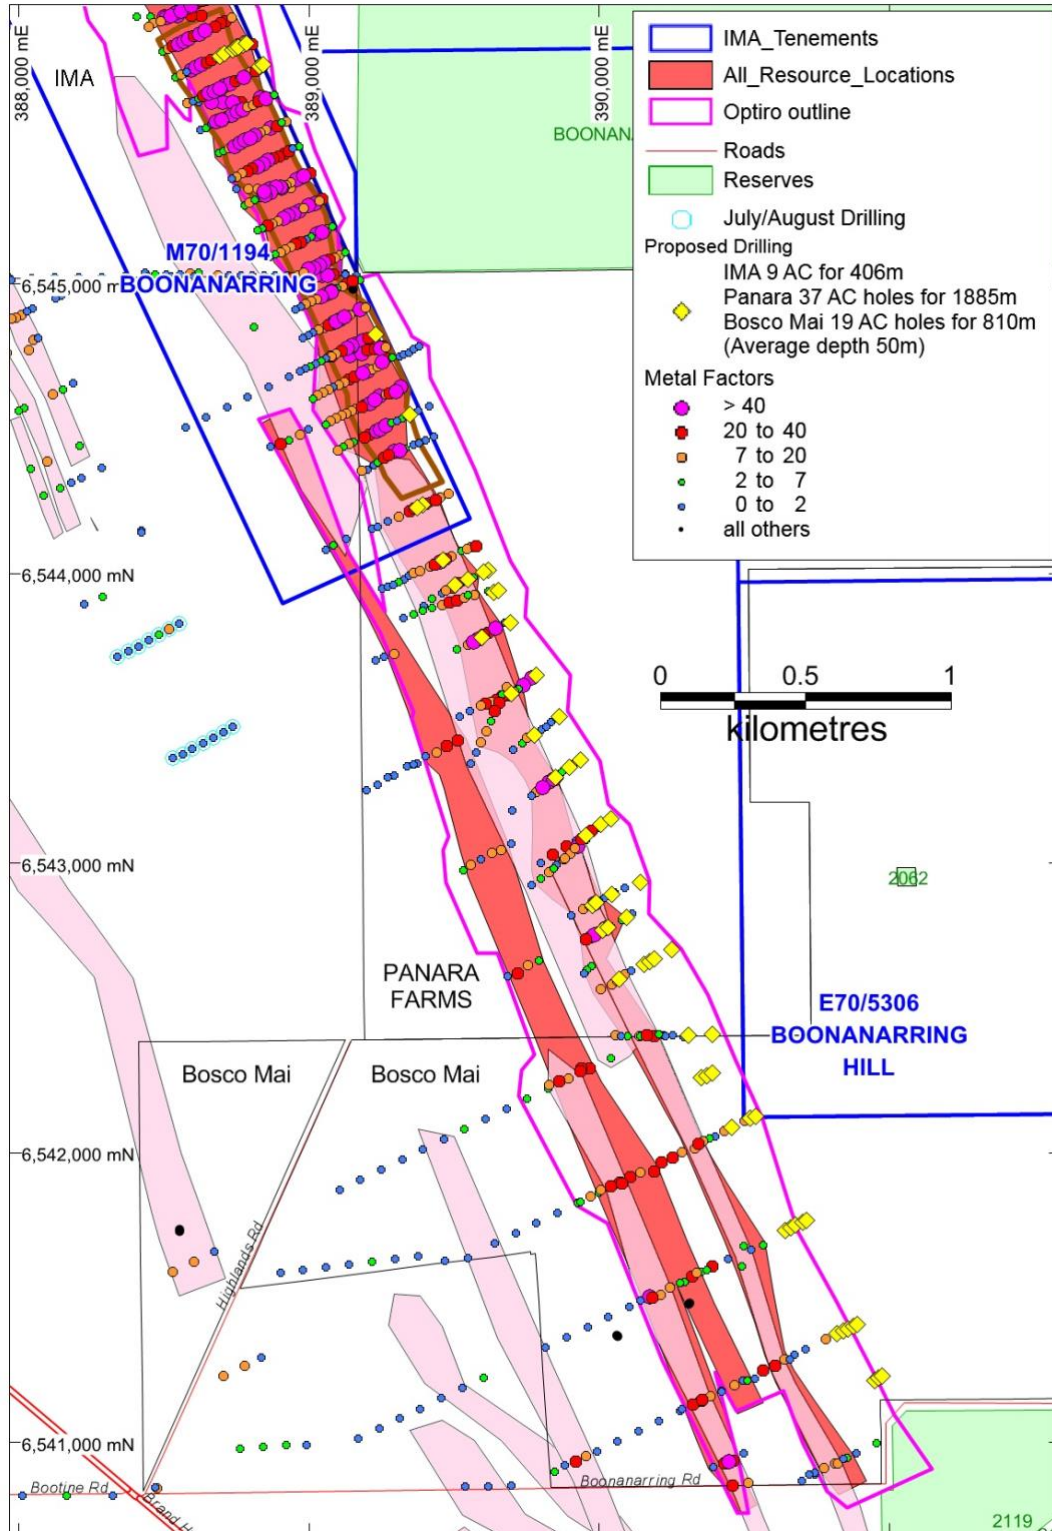 388,000 mE
389,000 mE
390,000 mE
IMA
BOONANA
IMA_Tenements
All_Resource_Locations
Optiro outline
Roads
Reserves
July/August Drilling
Proposed Drilling
IMA 9 AC for 406m
Panara 37 AC holes for 1885m
Bosco Mai 19 AC holes for 810m
(Average depth 50m)
Metal Factors
> 40
20 to 40
7 to 20
2 to 7
0 to 2
all others
M70/1194
BOONANARRING
6,545,000 m
6,544,000 mN
0 0.5 1
kilometres
6,543,000 mN
2062
PANARA
FARMS
E70/5306
BOONANARRING
HILL
Bosco Mai
Bosco Mai
6,542,000 mN
Highlands Rd
6,541,000 mN
Bootine Rd
Boonanarring Rd
Brand H
2119